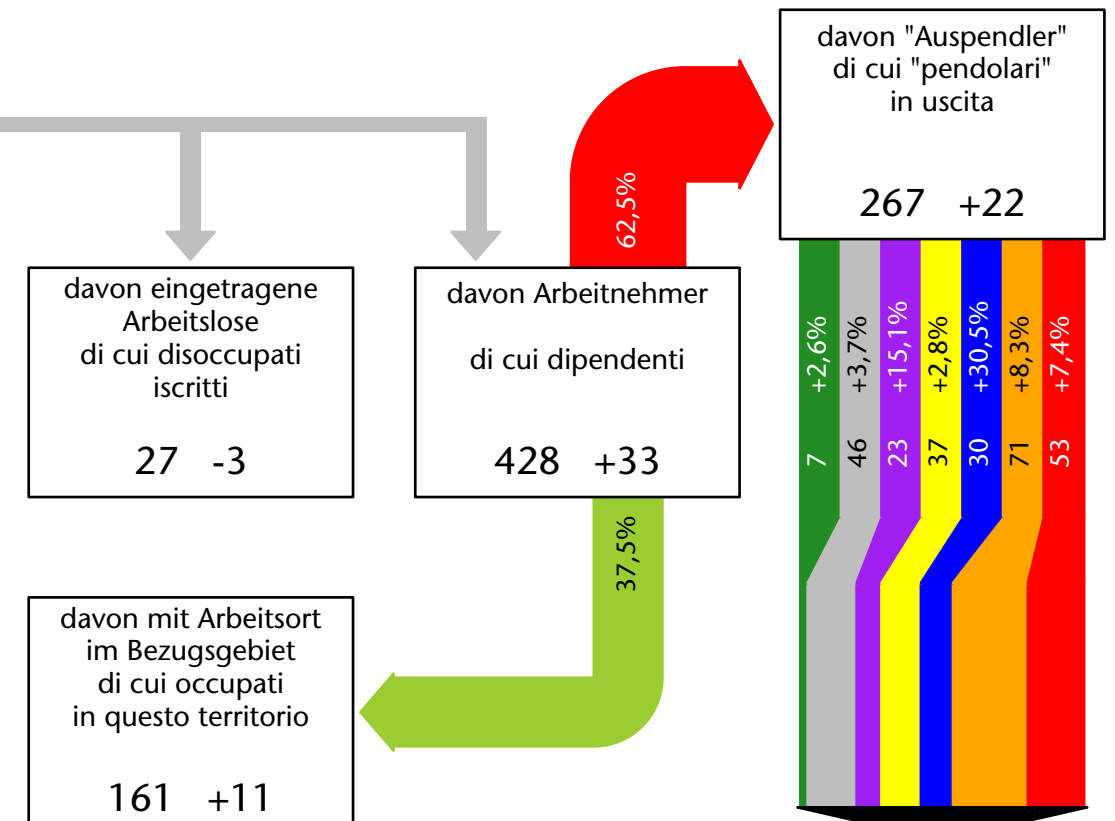 davon "Auspendler"
di cui "pendolari"
in uscita
267 +22
62,5%
davon eingetragene
Arbeitslose
di cui disoccupati
iscritti
27 -3
davon Arbeitnehmer
di cui dipendenti
428 +33
7 +2,6%
46 +3,7%
23 +15,1%
37 +2,8%
30 +30,5%
71 +8,3%
53 +7,4%
37,5%
davon mit Arbeitsort
im Bezugsgebiet
di cui occupati
in questo territorio
161 +11